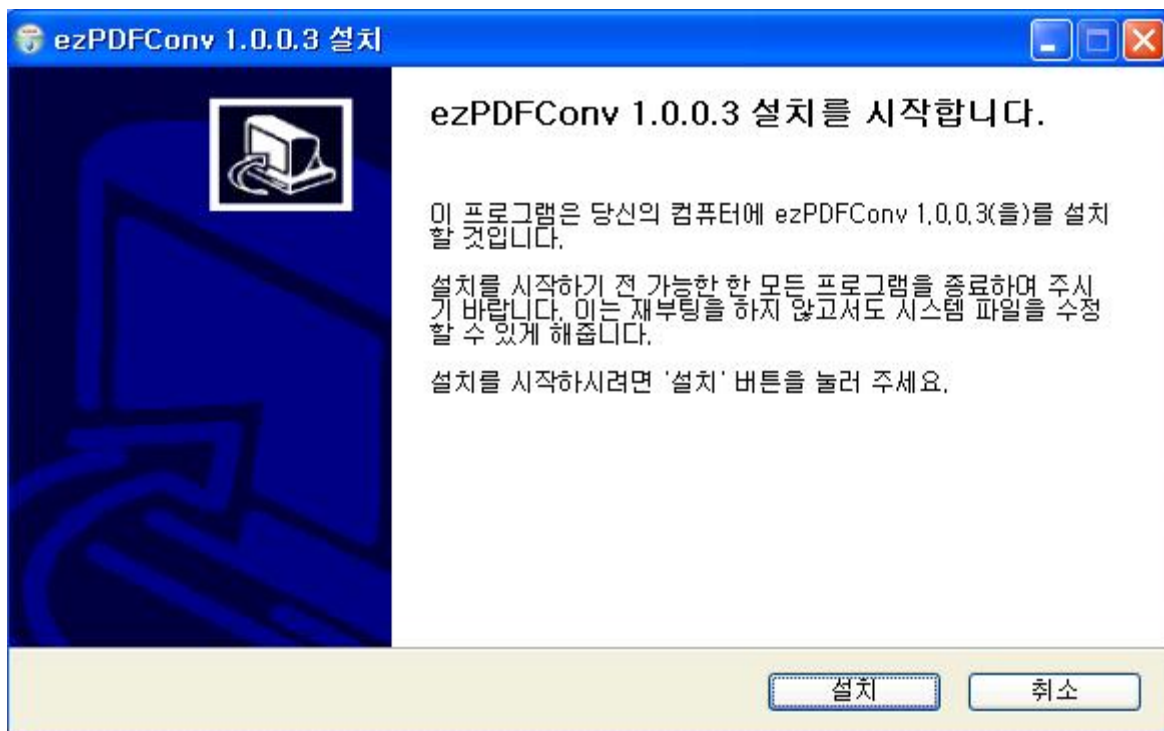 ezPDFConv 1.0.0.3 설치
ezPDFConv 1.0.0.3 설치를 시작합니다.
이 프로그램은 당신의 컴퓨터에 ezPDFConv 1.0.0.3(을)를 설치
할 것입니다.
설치를 시작하기 전 가능한 한 모든 프로그램을 종료하여 주시
기 바랍니다. 이는 재부팅을 하지 않고서도 시스템 파일을 수정
할 수 있게 해줍니다.
설치를 시작하시려면 '설치' 버튼을 눌러 주세요.
설치
취소